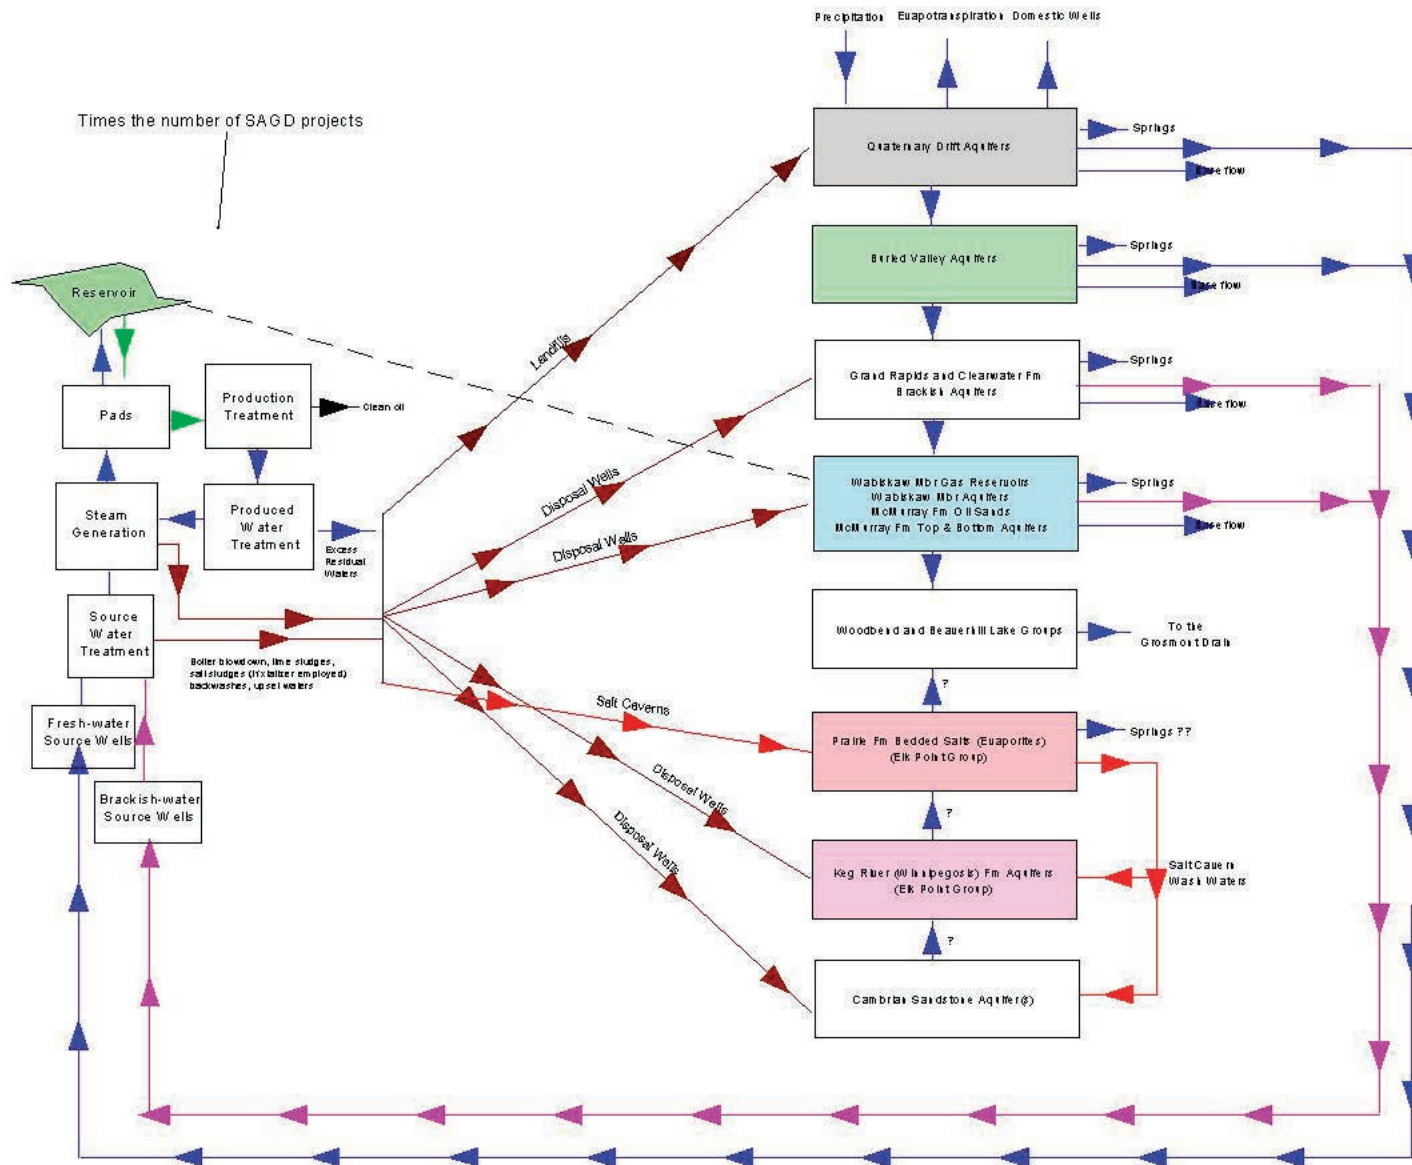 Precipitation
Euapotranspiration
Domestic Wells
Times the number of SAGD projects
Quaternary Drift Aquifers
Springs
Base flow
Buried Valley Aquifers
Springs
Base flow
Reservoir
Landfills
Grand Rapids and Clearwater Fm
Brackish Aquifers
Springs
Base flow
Pads
Production
Treatment
Clean oil
Disposal Wells
Wabiskaw Mbr Gas Reseruoirs
Wabiskaw Mbr Aquifers
McMurray Fm Oil Sands
McMurray Fm Top & Bottom Aquifers
Springs
Base flow
Steam
Generation
Produced
Water
Treatment
Excess
Residual
Waters
Disposal Wells
Source
Water
Treatment
Boiler blowdown, lime sludges,
salt sludges (if xtalizer employed)
backwashes, upset waters
Woodbend and Beauerhill Lake Groups
To the
Grosmont Drain
?
Salt Caverns
Fresh-water
Source Wells
Prairie Fm Bedded Salts (Euaporites)
(Elk Point Group)
Springs ??
Brackish-water
Source Wells
Disposal Wells
?
Disposal Wells
Keg Riuer (Winnipegosis) Fm Aquifers
(Elk Point Group)
Salt Cavern
Wash Waters
?
Cambrian Sandstone Aquifer(s)